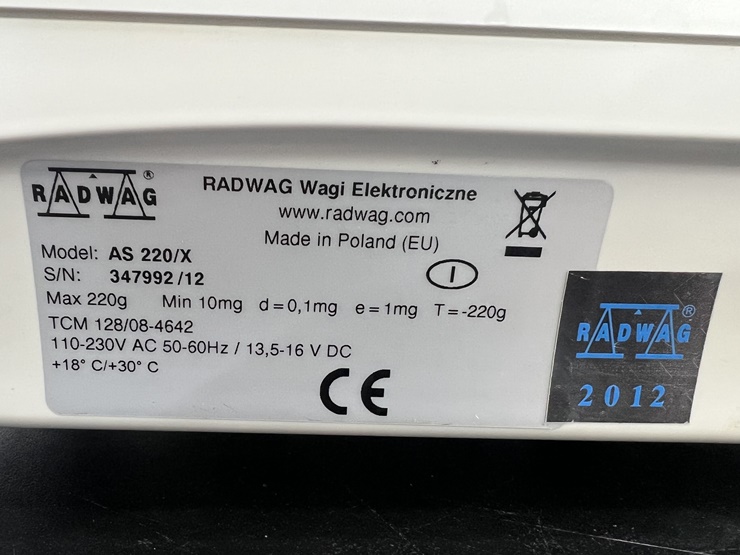 RADWAG®
RADWAG Wagi Elektroniczne
www.radwag.com
Made in Poland (EU)
Model: AS 220/X
S/N: 347992/12
I
Max 220g Min 10mg d=0,1mg e=1mg T=-220g
TCM 128/08-4642
110-230V AC 50-60Hz / 13,5-16 V DC
+18° C/+30° C
CE
RADWAG®
2012